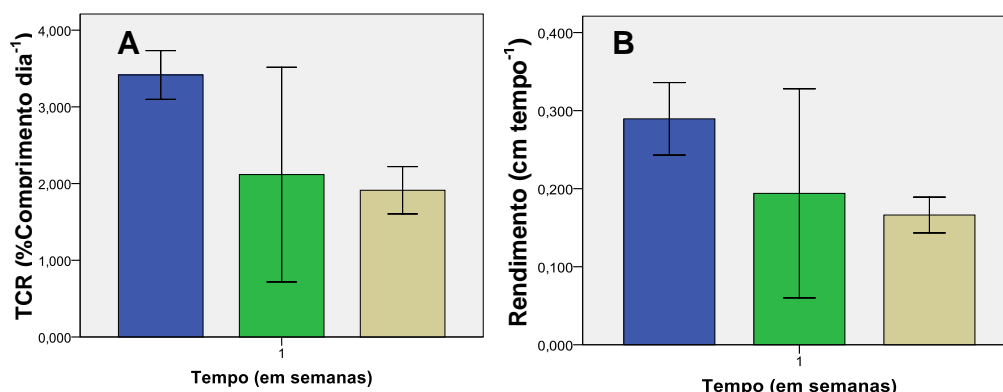 A
TCR (%Comprimento dia⁻¹)
4,000
3,000
2,000
1,000
0,000
1
Tempo (em semanas)
B
Rendimento (cm tempo⁻¹)
0,400
0,300
0,200
0,100
0,000
1
Tempo (em semanas)